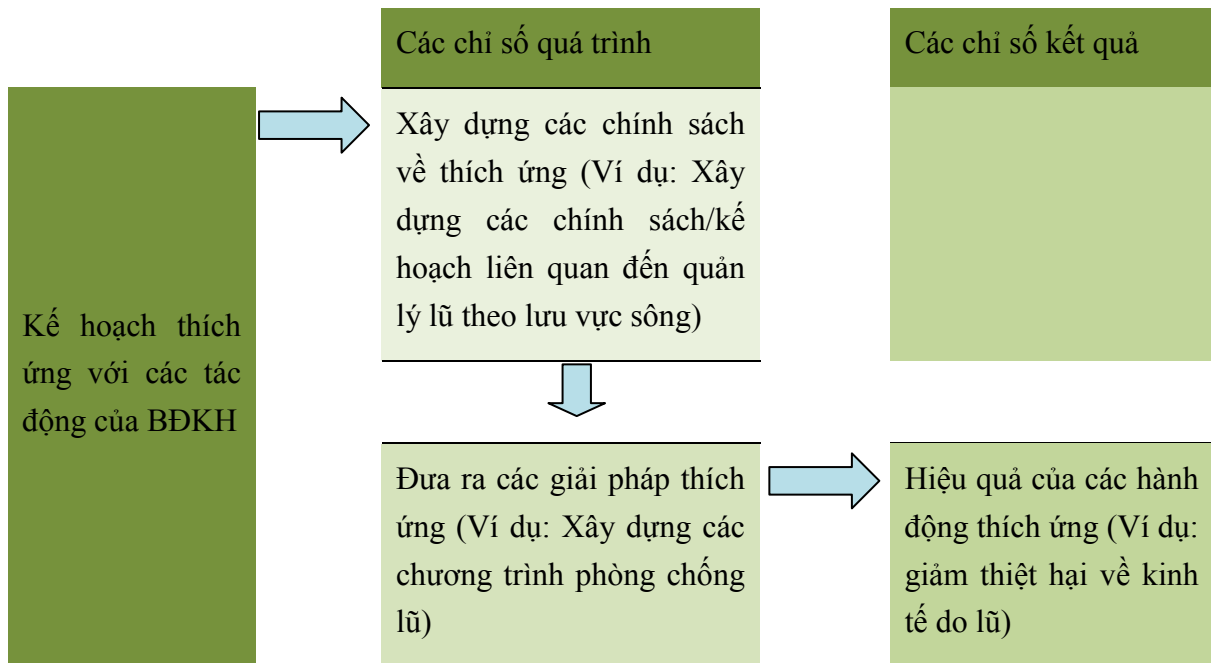 Các chỉ số quá trình
Các chỉ số kết quả
Kế hoạch thích
ứng với các tác
động của BĐKH
Xây dựng các chính sách
về thích ứng (Ví dụ: Xây
dựng các chính sách/kế
hoạch liên quan đến quản
lý lũ theo lưu vực sông)
Đưa ra các giải pháp thích
ứng (Ví dụ: Xây dựng các
chương trình phòng chống
lũ)
Hiệu quả của các hành
động thích ứng (Ví dụ:
giảm thiệt hại về kinh
tế do lũ)